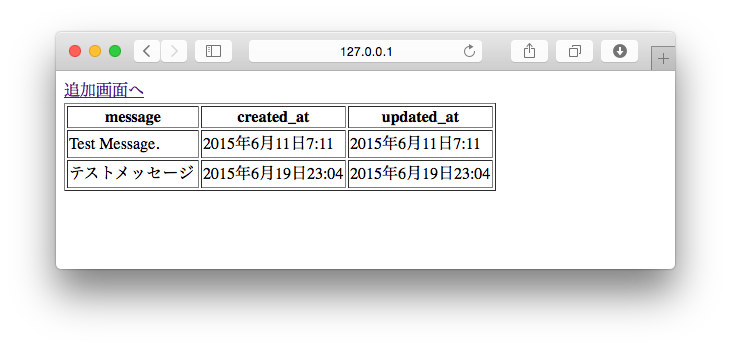 127.0.0.1
追加画面へ
message created_at updated_at
Test Message. 2015年6月11日7:11 2015年6月11日7:11
テストメッセージ 2015年6月19日23:04 2015年6月19日23:04